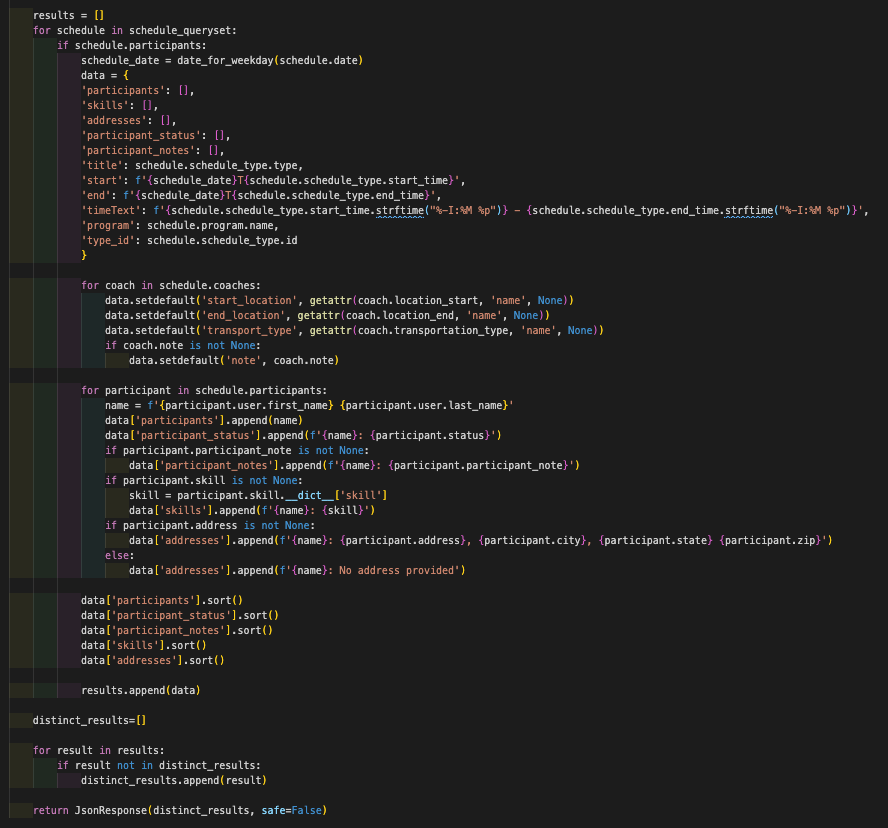 results = []
for schedule in schedule_queryset:
    if schedule.participants:
        schedule_date = date_for_weekday(schedule.date)
        data = {
        'participants': [],
        'skills': [],
        'addresses': [],
        'participant_status': [],
        'participant_notes': [],
        'title': schedule.schedule_type.type,
        'start': f'{schedule_date}T{schedule.schedule_type.start_time}',
        'end': f'{schedule_date}T{schedule.schedule_type.end_time}',
        'timeText': f'{schedule.schedule_type.start_time.strftime("%-I:%M %p")} - {schedule.schedule_type.end_time.strftime("%-I:%M %p")}',
        'program': schedule.program.name,
        'type_id': schedule.schedule_type.id
        }
        for coach in schedule.coaches:
            data.setdefault('start_location', getattr(coach.location_start, 'name', None))
            data.setdefault('end_location', getattr(coach.location_end, 'name', None))
            data.setdefault('transport_type', getattr(coach.transportation_type, 'name', None))
            if coach.note is not None:
                data.setdefault('note', coach.note)
        for participant in schedule.participants:
            name = f'{participant.user.first_name} {participant.user.last_name}'
            data['participants'].append(name)
            data['participant_status'].append(f'{name}: {participant.status}')
            if participant.participant_note is not None:
                data['participant_notes'].append(f'{name}: {participant.participant_note}')
            if participant.skill is not None:
                skill = participant.skill.__dict__['skill']
                data['skills'].append(f'{name}: {skill}')
            if participant.address is not None:
                data['addresses'].append(f'{name}: {participant.address}, {participant.city}, {participant.state} {participant.zip}')
            else:
                data['addresses'].append(f'{name}: No address provided')
        data['participants'].sort()
        data['participant_status'].sort()
        data['participant_notes'].sort()
        data['skills'].sort()
        data['addresses'].sort()
        results.append(data)
distinct_results=[]
for result in results:
    if result not in distinct_results:
        distinct_results.append(result)
return JsonResponse(distinct_results, safe=False)